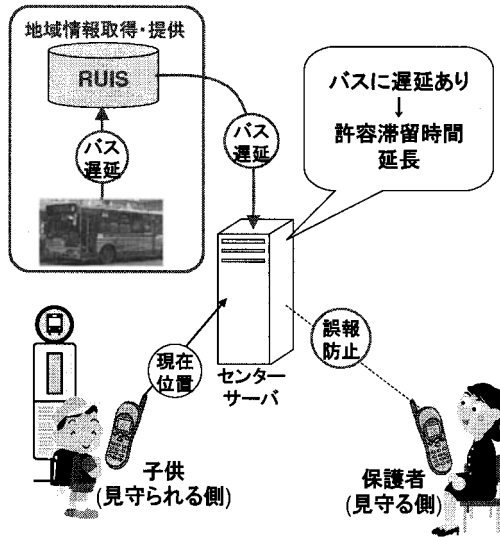 地域情報取得・提供
RUIS
バス
遅延
バス
遅延
バスに遅延あり
↓
許容滞留時間
延長
現在
位置
センター
サーバ
誤報
防止
子供
(見守られる側)
保護者
(見守る側)